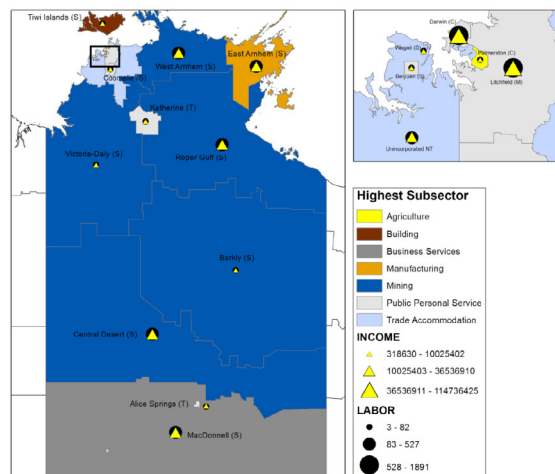 Tiwi Islands (S)
West Arnhem (S)
East Arnhem (S)
Coomalie (S)
Katherine (T)
Victoria-Daly (S)
Roper Gulf (S)
Barkly (S)
Central Desert (S)
Alice Springs (T)
MacDonnell (S)
Darwin (C)
Wagait (S)
Palmerston (C)
Belyuen (S)
Litchfield (M)
Unincorporated NT
Highest Subsector
Agriculture
Building
Business Services
Manufacturing
Mining
Public Personal Service
Trade Accommodation
INCOME
318630 - 10025402
10025403 - 36536910
36536911 - 114736425
LABOR
3 - 82
83 - 527
528 - 1891